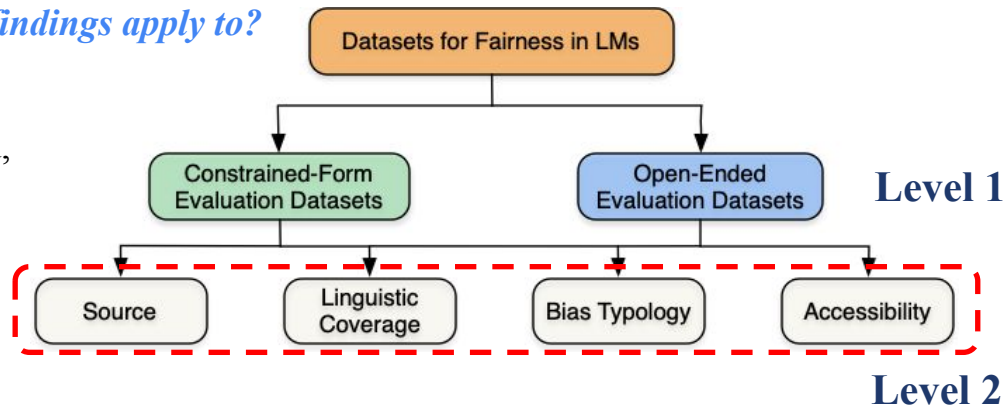 findings apply to?
Datasets for Fairness in LMs
,
Constrained-Form
Evaluation Datasets
Open-Ended
Evaluation Datasets
Level 1
Source
Linguistic
Coverage
Bias Typology
Accessibility
Level 2